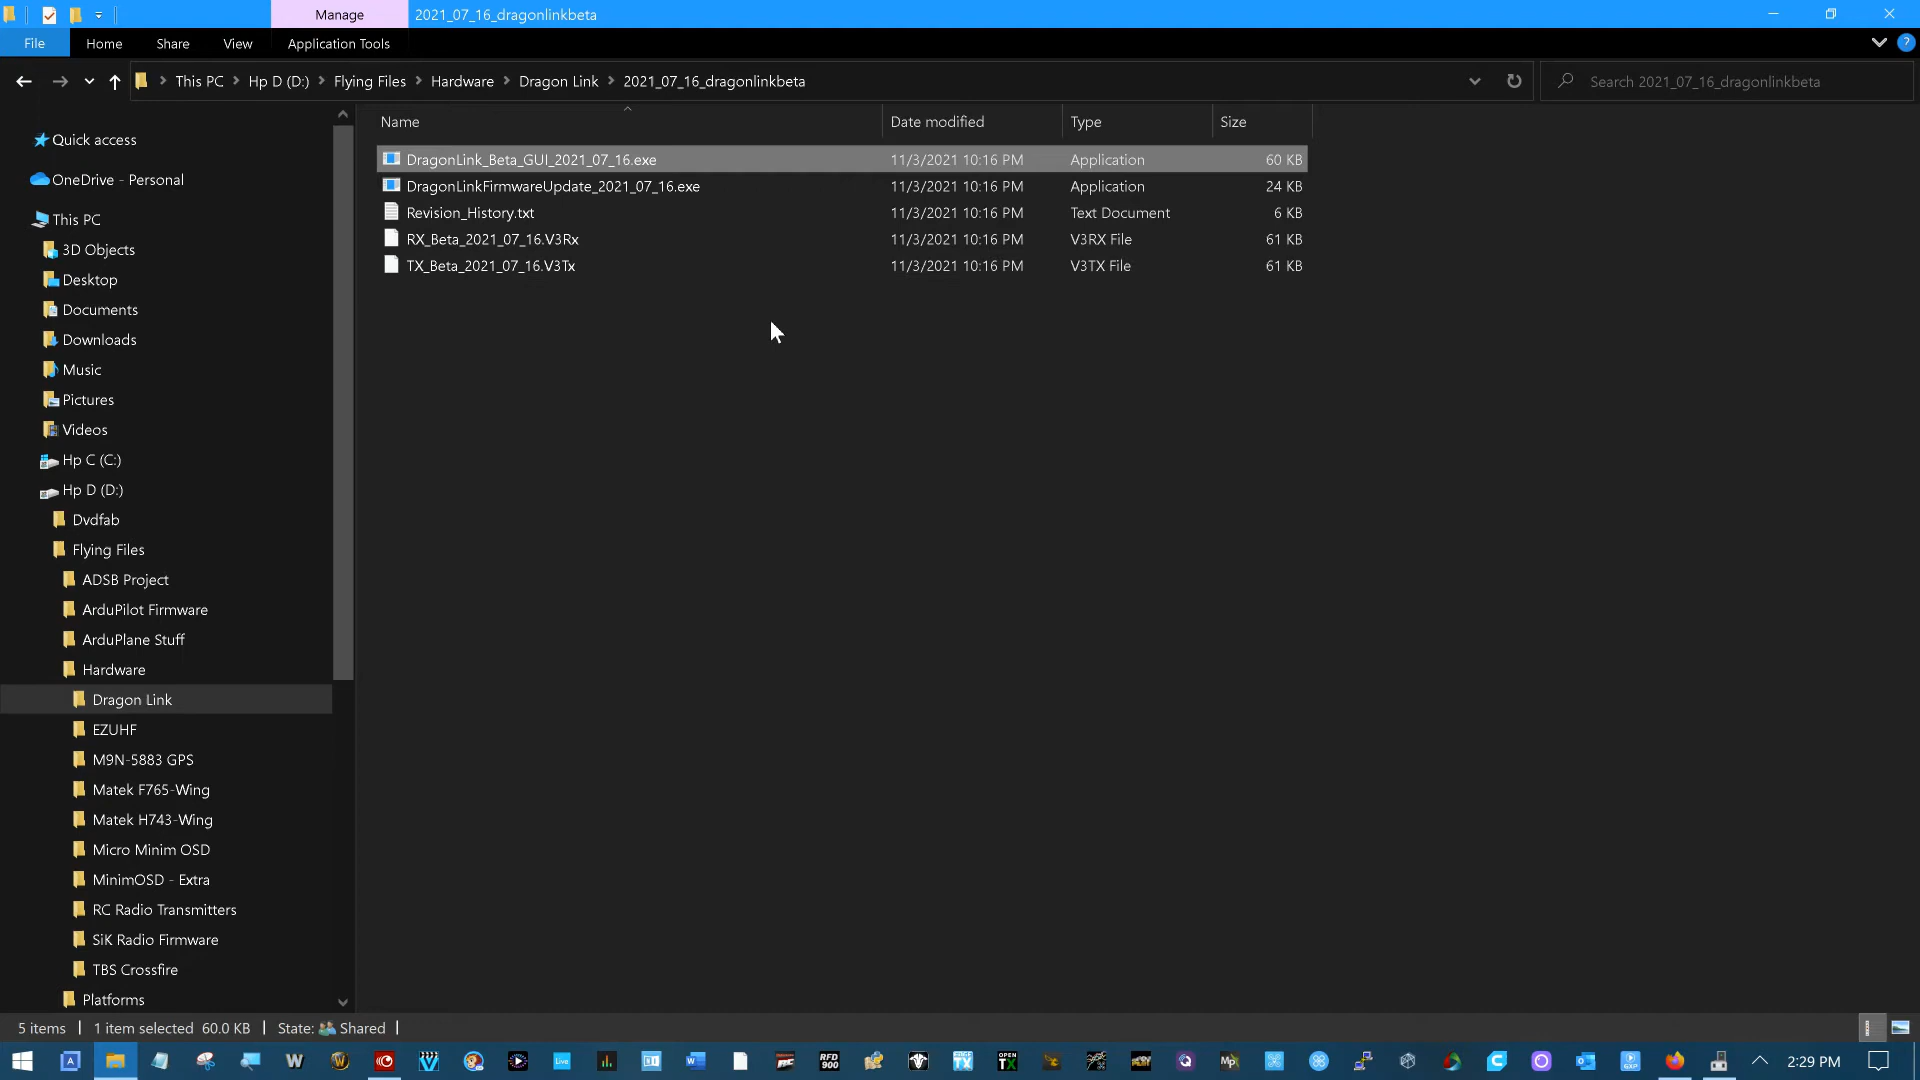 Manage
2021_07_16_dragonlinkbeta
File
Home
Share
View
Application Tools
This PC
Hp D (D:)
Flying Files
Hardware
Dragon Link
2021_07_16_dragonlinkbeta
Search 2021_07_16_dragonlinkbeta
Name
Date modified
Type
Size
DragonLink_Beta_GUI_2021_07_16.exe 11/3/2021 10:16 PM Application 60 KB
DragonLinkFirmwareUpdate_2021_07_16.exe 11/3/2021 10:16 PM Application 24 KB
Revision_History.txt 11/3/2021 10:16 PM Text Document 6 KB
RX_Beta_2021_07_16.V3Rx 11/3/2021 10:16 PM V3RX File 61 KB
TX_Beta_2021_07_16.V3Tx 11/3/2021 10:16 PM V3TX File 61 KB
Quick access
OneDrive - Personal
This PC
3D Objects
Desktop
Documents
Downloads
Music
Pictures
Videos
Hp C (C:)
Hp D (D:)
Dvdfab
Flying Files
ADSB Project
ArduPilot Firmware
ArduPlane Stuff
Hardware
Dragon Link
EZUHF
M9N-5883 GPS
Matek F765-Wing
Matek H743-Wing
Micro Minim OSD
MinimOSD - Extra
RC Radio Transmitters
SiK Radio Firmware
TBS Crossfire
Platforms
5 items
1 item selected 60.0 KB
State: Shared
RFD 900
OPEN TX
2:29 PM